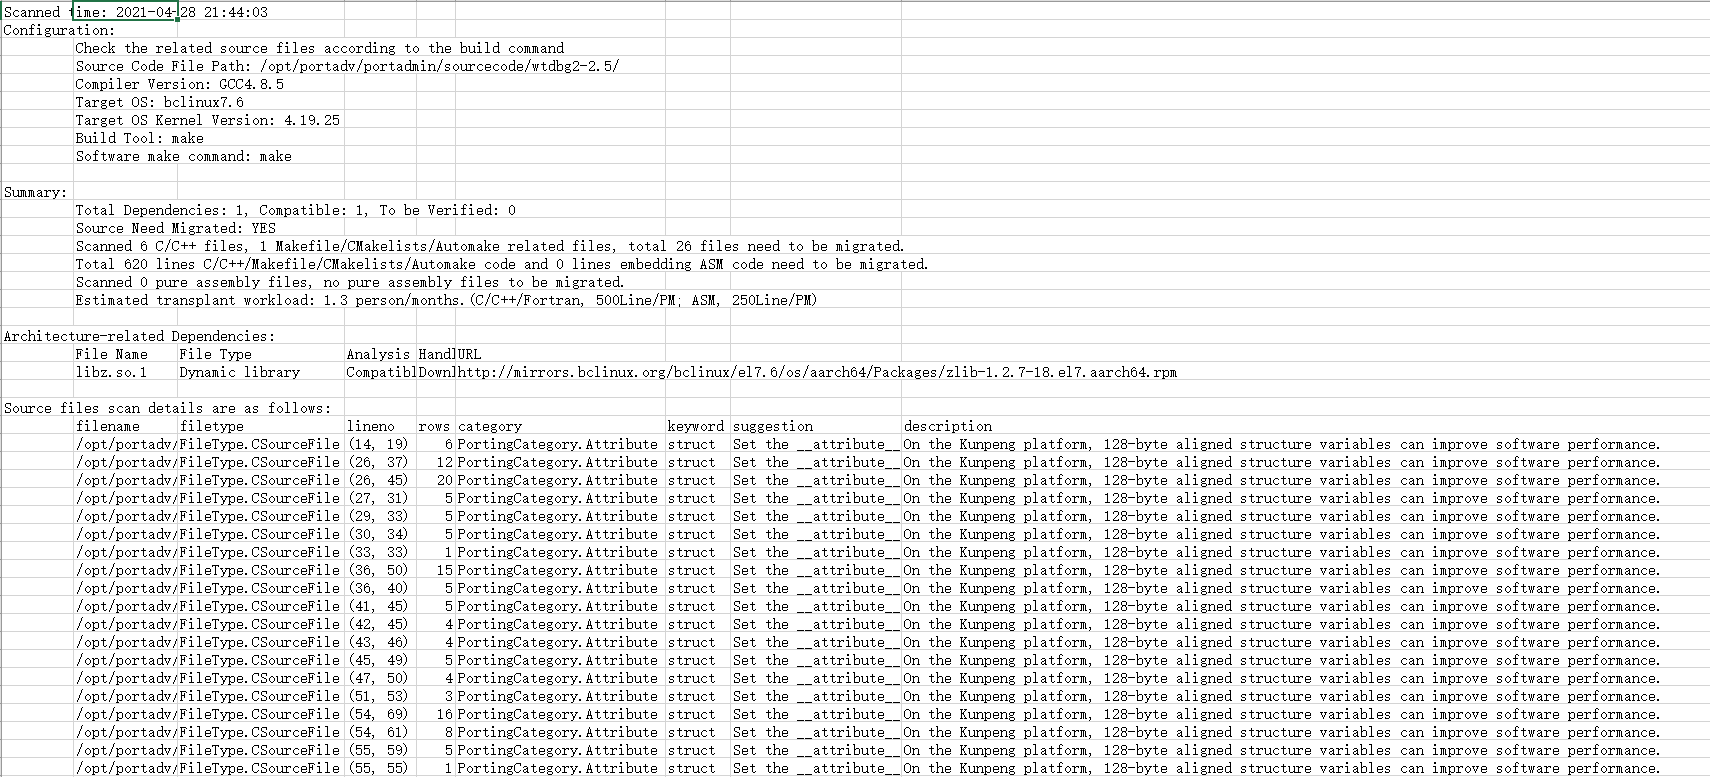 Scanned time: 2021-04-28 21:44:03
Configuration:
Check the related source files according to the build command
Source Code File Path: /opt/portadv/portadmin/sourcecode/wtdbg2-2.5/
Compiler Version: GCC4.8.5
Target OS: bclinux7.6
Target OS Kernel Version: 4.19.25
Build Tool: make
Software make command: make
Summary:
Total Dependencies: 1, Compatible: 1, To be Verified: 0
Source Need Migrated: YES
Scanned 6 C/C++ files, 1 Makefile/CMakelists/Automake related files, total 26 files need to be migrated.
Total 620 lines C/C++/Makefile/CMakelists/Automake code and 0 lines embedding ASM code need to be migrated.
Scanned 0 pure assembly files, no pure assembly files to be migrated.
Estimated transplant workload: 1.3 person/months.(C/C++/Fortran, 500Line/PM; ASM, 250Line/PM)
Architecture-related Dependencies:
File Name File Type Analysis Handl URL
libz.so.1 Dynamic library Compatibl Downl http://mirrors.bclinux.org/bclinux/el7.6/os/aarch64/Packages/zlib-1.2.7-18.el7.aarch64.rpm
Source files scan details are as follows:
filename filetype lineno rows category keyword suggestion description
/opt/portadv/ FileType.CSourceFile (14, 19) 6 PortingCategory.Attribute struct Set the __attribute__ On the Kunpeng platform, 128-byte aligned structure variables can improve software performance.
/opt/portadv/ FileType.CSourceFile (26, 37) 12 PortingCategory.Attribute struct Set the __attribute__ On the Kunpeng platform, 128-byte aligned structure variables can improve software performance.
/opt/portadv/ FileType.CSourceFile (26, 45) 20 PortingCategory.Attribute struct Set the __attribute__ On the Kunpeng platform, 128-byte aligned structure variables can improve software performance.
/opt/portadv/ FileType.CSourceFile (27, 31) 5 PortingCategory.Attribute struct Set the __attribute__ On the Kunpeng platform, 128-byte aligned structure variables can improve software performance.
/opt/portadv/ FileType.CSourceFile (29, 33) 5 PortingCategory.Attribute struct Set the __attribute__ On the Kunpeng platform, 128-byte aligned structure variables can improve software performance.
/opt/portadv/ FileType.CSourceFile (30, 34) 5 PortingCategory.Attribute struct Set the __attribute__ On the Kunpeng platform, 128-byte aligned structure variables can improve software performance.
/opt/portadv/ FileType.CSourceFile (33, 33) 1 PortingCategory.Attribute struct Set the __attribute__ On the Kunpeng platform, 128-byte aligned structure variables can improve software performance.
/opt/portadv/ FileType.CSourceFile (36, 50) 15 PortingCategory.Attribute struct Set the __attribute__ On the Kunpeng platform, 128-byte aligned structure variables can improve software performance.
/opt/portadv/ FileType.CSourceFile (36, 40) 5 PortingCategory.Attribute struct Set the __attribute__ On the Kunpeng platform, 128-byte aligned structure variables can improve software performance.
/opt/portadv/ FileType.CSourceFile (41, 45) 5 PortingCategory.Attribute struct Set the __attribute__ On the Kunpeng platform, 128-byte aligned structure variables can improve software performance.
/opt/portadv/ FileType.CSourceFile (42, 45) 4 PortingCategory.Attribute struct Set the __attribute__ On the Kunpeng platform, 128-byte aligned structure variables can improve software performance.
/opt/portadv/ FileType.CSourceFile (43, 46) 4 PortingCategory.Attribute struct Set the __attribute__ On the Kunpeng platform, 128-byte aligned structure variables can improve software performance.
/opt/portadv/ FileType.CSourceFile (45, 49) 5 PortingCategory.Attribute struct Set the __attribute__ On the Kunpeng platform, 128-byte aligned structure variables can improve software performance.
/opt/portadv/ FileType.CSourceFile (47, 50) 4 PortingCategory.Attribute struct Set the __attribute__ On the Kunpeng platform, 128-byte aligned structure variables can improve software performance.
/opt/portadv/ FileType.CSourceFile (51, 53) 3 PortingCategory.Attribute struct Set the __attribute__ On the Kunpeng platform, 128-byte aligned structure variables can improve software performance.
/opt/portadv/ FileType.CSourceFile (54, 69) 16 PortingCategory.Attribute struct Set the __attribute__ On the Kunpeng platform, 128-byte aligned structure variables can improve software performance.
/opt/portadv/ FileType.CSourceFile (54, 61) 8 PortingCategory.Attribute struct Set the __attribute__ On the Kunpeng platform, 128-byte aligned structure variables can improve software performance.
/opt/portadv/ FileType.CSourceFile (55, 59) 5 PortingCategory.Attribute struct Set the __attribute__ On the Kunpeng platform, 128-byte aligned structure variables can improve software performance.
/opt/portadv/ FileType.CSourceFile (55, 55) 1 PortingCategory.Attribute struct Set the __attribute__ On the Kunpeng platform, 128-byte aligned structure variables can improve software performance.